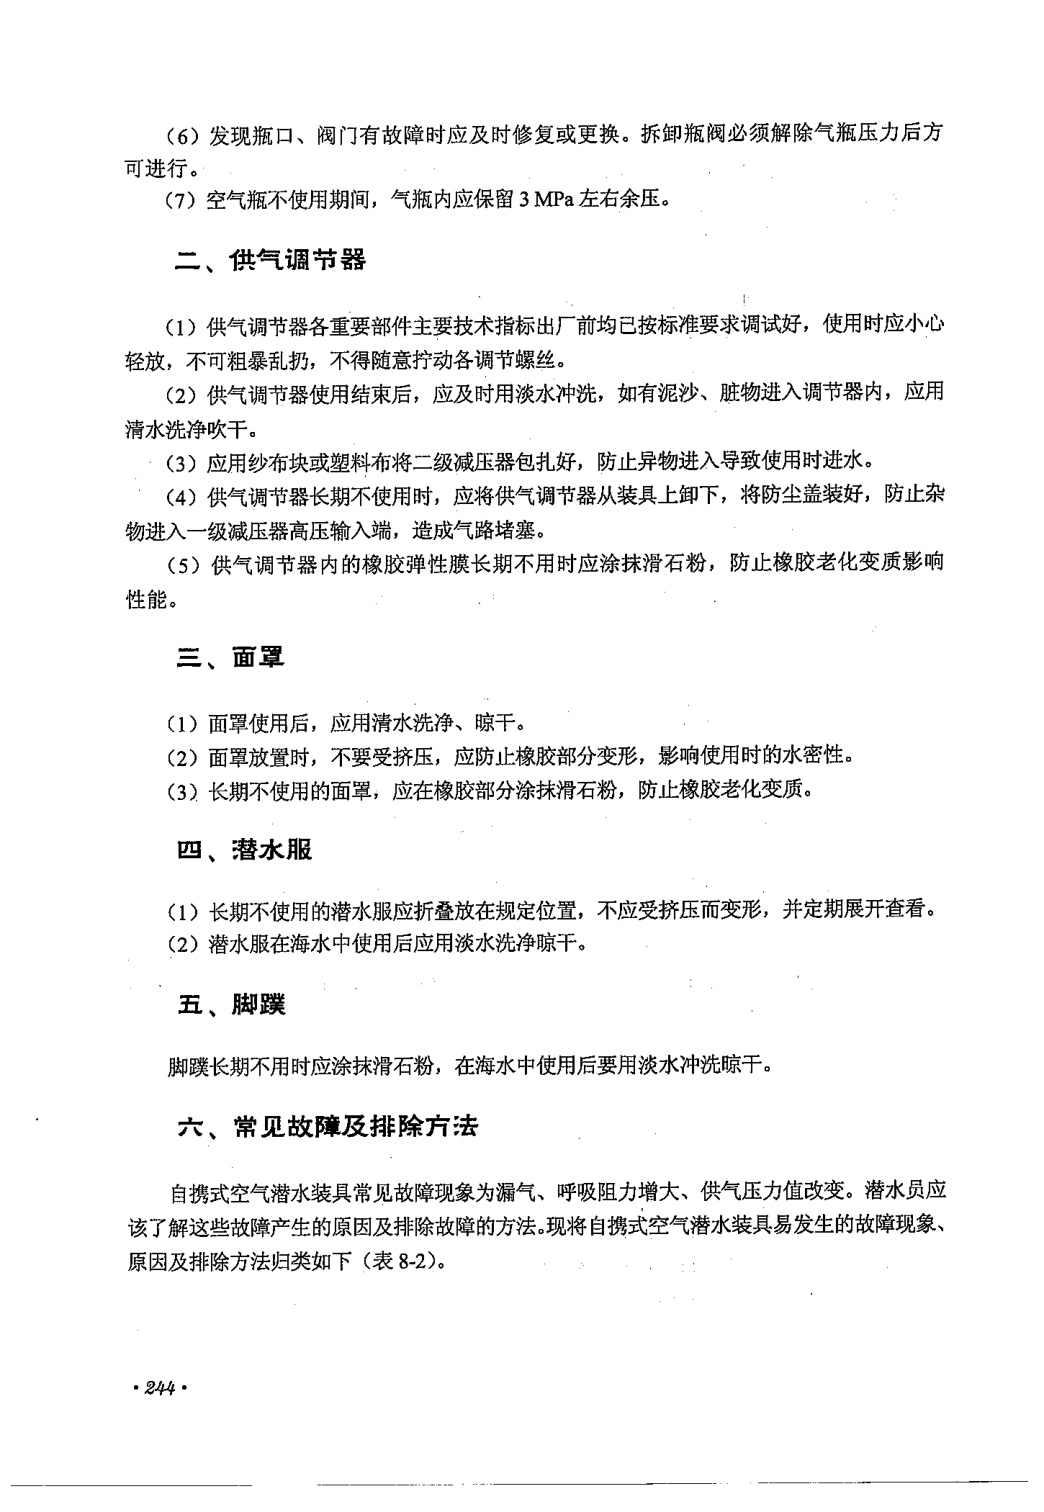 （6）发现瓶口、阀门有故障时应及时修复或更换。拆卸瓶阀必须解除气瓶压力后方
可进行。
（7）空气瓶不使用期间，气瓶内应保留 3 MPa 左右余压。
二、供气调节器
（1）供气调节器各重要部件主要技术指标出厂前均已按标准要求调试好，使用时应小心
轻放，不可粗暴乱扔，不得随意拧动各调节螺丝。
（2）供气调节器使用结束后，应及时用淡水冲洗，如有泥沙、脏物进入调节器内，应用
清水洗净吹干。
（3）应用纱布块或塑料布将二级减压器包扎好，防止异物进入导致使用时进水。
（4）供气调节器长期不使用时，应将供气调节器从装具上卸下，将防尘盖装好，防止杂
物进入一级减压器高压输入端，造成气路堵塞。
（5）供气调节器内的橡胶弹性膜长期不用时应涂抹滑石粉，防止橡胶老化变质影响
性能。
三、面罩
（1）面罩使用后，应用清水洗净、晾干。
（2）面罩放置时，不要受挤压，应防止橡胶部分变形，影响使用时的水密性。
（3）长期不使用的面罩，应在橡胶部分涂抹滑石粉，防止橡胶老化变质。
四、潜水服
（1）长期不使用的潜水服应折叠放在规定位置，不应受挤压而变形，并定期展开查看。
（2）潜水服在海水中使用后应用淡水洗净晾干。
五、脚蹼
脚蹼长期不用时应涂抹滑石粉，在海水中使用后要用淡水冲洗晾干。
六、常见故障及排除方法
自携式空气潜水装具常见故障现象为漏气、呼吸阻力增大、供气压力值改变。潜水员应
该了解这些故障产生的原因及排除故障的方法。现将自携式空气潜水装具易发生的故障现象、
原因及排除方法归类如下（表 8-2）。
·244·